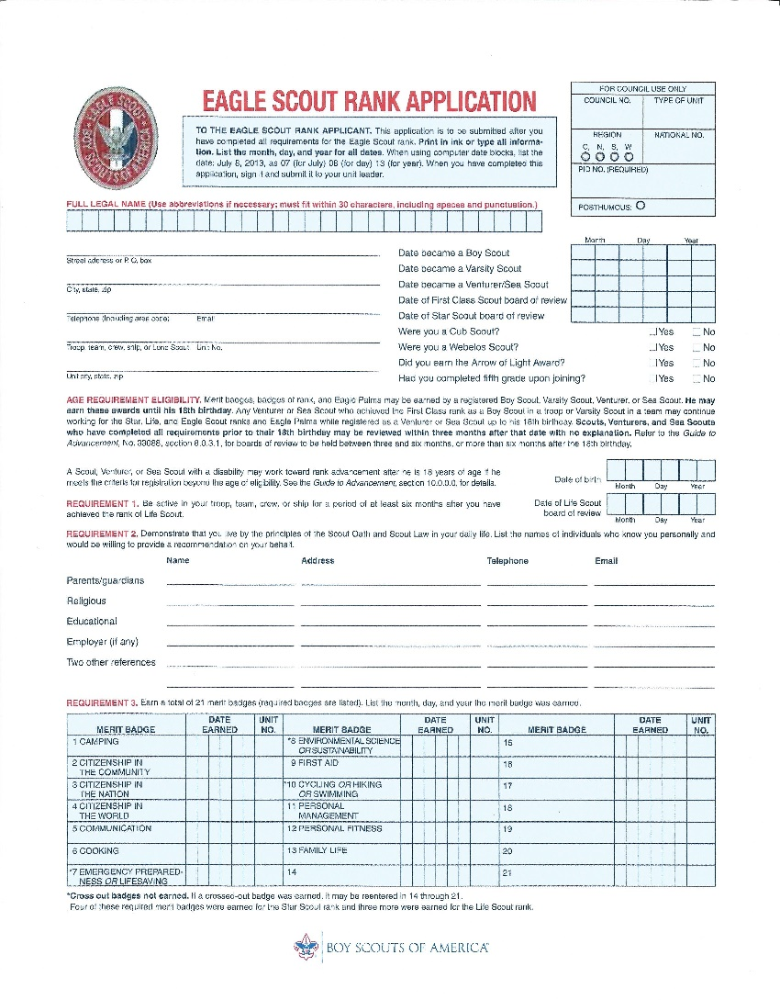 EAGLE SCOUT
BOY SCOUTS OF AMERICA
EAGLE SCOUT RANK APPLICATION
TO THE EAGLE SCOUT RANK APPLICANT. This application is to be submitted after you
have completed all requirements for the Eagle Scout rank. Print in ink or type all informa-
tion. List the month, day, and year for all dates. When using computer date blocks, list the
date: July 8, 2013, as 07 (for July) 08 (for day) 13 (for year). When you have completed this
application, sign it and submit it to your unit leader.
FOR COUNCIL USE ONLY
COUNCIL NO. TYPE OF UNIT
REGION NATIONAL NO.
C N S W
PID NO. (REQUIRED)
POSTHUMOUS:
FULL LEGAL NAME (Use abbreviations if necessary; must fit within 30 characters, including spaces and punctuation.)
Month Day Year
Street address or P. O. box
City, state, zip
Telephone (Including area code) Email
Troop, team, crew, ship, or Lone Scout Unit No.
Unit city, state, zip
Date became a Boy Scout
Date became a Varsity Scout
Date became a Venturer/Sea Scout
Date of First Class Scout board of review
Date of Star Scout board of review
Were you a Cub Scout? Yes No
Were you a Webelos Scout? Yes No
Did you earn the Arrow of Light Award? Yes No
Had you completed fifth grade upon joining? Yes No
AGE REQUIREMENT ELIGIBILITY. Merit badges, badges of rank, and Eagle Palms may be earned by a registered Boy Scout, Varsity Scout, Venturer, or Sea Scout. He may
earn these awards until his 18th birthday. Any Venturer or Sea Scout who achieved the First Class rank as a Boy Scout in a troop or Varsity Scout in a team may continue
working for the Star, Life, and Eagle Scout ranks and Eagle Palms while registered as a Venturer or Sea Scout up to his 18th birthday. Scouts, Venturers, and Sea Scouts
who have completed all requirements prior to their 18th birthday may be reviewed within three months after that date with no explanation. Refer to the Guide to
Advancement, No. 33088, section 8.0.3.1, for boards of review to be held between three and six months, or more than six months after the 18th birthday.
A Scout, Venturer, or Sea Scout with a disability may work toward rank advancement after he is 18 years of age if he
meets the criteria for registration beyond the age of eligibility. See the Guide to Advancement, section 10.0.0.0, for details.
Date of birth
Month Day Year
REQUIREMENT 1. Be active in your troop, team, crew, or ship for a period of at least six months after you have
achieved the rank of Life Scout.
Date of Life Scout
board of review
Month Day Year
REQUIREMENT 2. Demonstrate that you live by the principles of the Scout Oath and Scout Law in your daily life. List the names of individuals who know you personally and
would be willing to provide a recommendation on your behalf.
Name Address Telephone Email
Parents/guardians
Religious
Educational
Employer (if any)
Two other references
REQUIREMENT 3. Earn a total of 21 merit badges (required badges are listed). List the month, day, and year the merit badge was earned.
MERIT BADGE DATE EARNED UNIT NO. MERIT BADGE DATE EARNED UNIT NO. MERIT BADGE DATE EARNED UNIT NO.
1 CAMPING
2 CITIZENSHIP IN
THE COMMUNITY
3 CITIZENSHIP IN
THE NATION
4 CITIZENSHIP IN
THE WORLD
5 COMMUNICATION
6 COOKING
*7 EMERGENCY PREPARED-
NESS OR LIFESAVING
*8 ENVIRONMENTAL SCIENCE
OR SUSTAINABILITY
9 FIRST AID
*10 CYCLING OR HIKING
OR SWIMMING
11 PERSONAL
MANAGEMENT
12 PERSONAL FITNESS
13 FAMILY LIFE
14
15
16
17
18
19
20
21
*Cross out badges not earned. If a crossed-out badge was earned, it may be reentered in 14 through 21.
Four of these required merit badges were earned for the Star Scout rank and three more were earned for the Life Scout rank.
BOY SCOUTS OF AMERICA